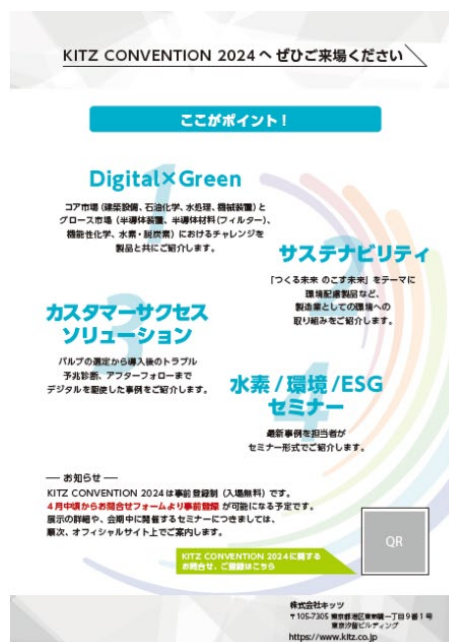 KITZ CONVENTION 2024 へ ぜひご来場ください
ここがポイント！
1
Digital×Green
コア市場（建築設備、石油化学、水処理、機械装置）と
グロース市場（半導体装置、半導体材料(フィルター)、
機能性化学、水素・脱炭素）におけるチャレンジを
製品と共にご紹介します。
2
サステナビリティ
「つくる未来 のこす未来」をテーマに
環境配慮製品など、
製造業としての環境への
取り組みをご紹介します。
3
カスタマーサクセス
ソリューション
バルブの選定から導入後のトラブル
予兆診断、アフターフォローまで
デジタルを駆使した事例をご紹介します。
4
水素 / 環境 /ESG
セミナー
最新事例を担当者が
セミナー形式でご紹介します。
― お知らせ ―
KITZ CONVENTION 2024 は事前登録制（入場無料）です。
4月中頃からお問合せフォームより事前登録 が可能になる予定です。
展示の詳細や、会期中に開催するセミナーにつきましては、
順次、オフィシャルサイト上でご案内します。
KITZ CONVENTION 2024 に関する
お問合せ、ご登録はこちら
QR
株式会社キッツ
〒105-7305 東京都港区東新橋一丁目9番1号
東京汐留ビルディング
https://www.kitz.co.jp